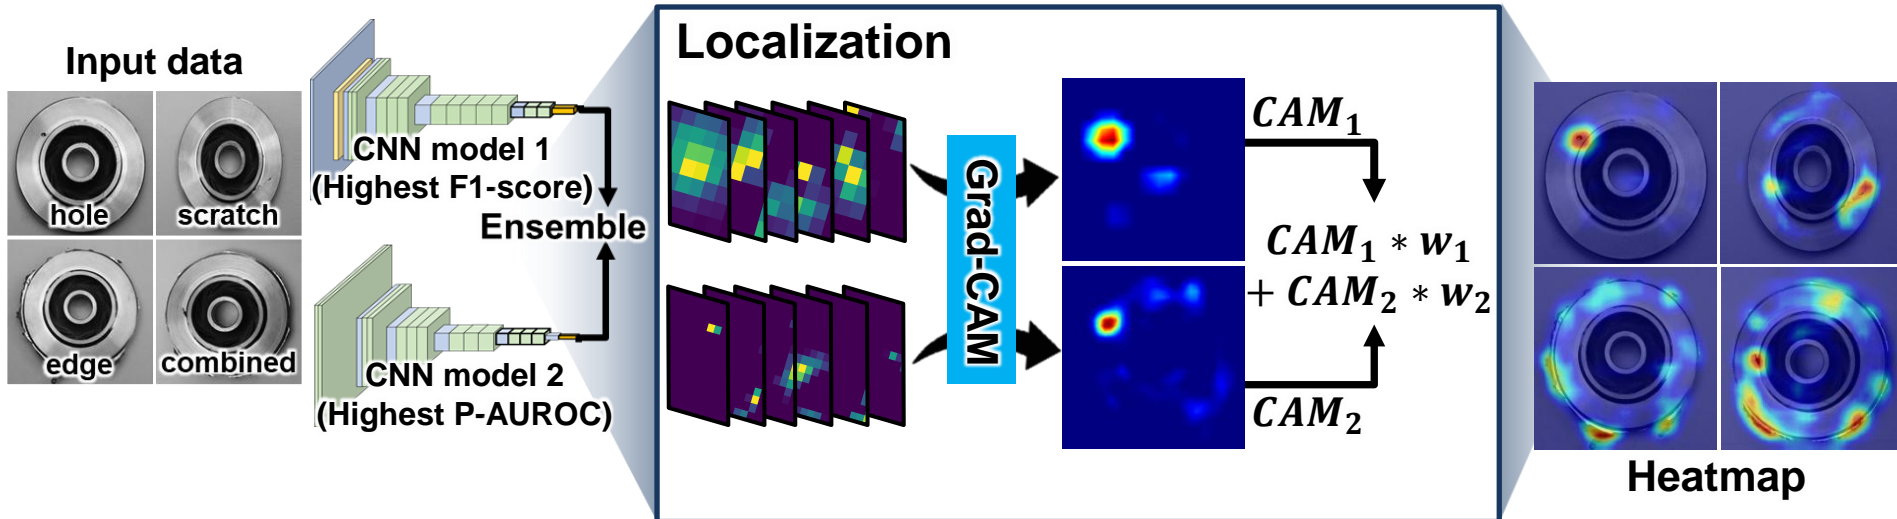 Input data
hole
scratch
edge
combined
CNN model 1
(Highest F1-score)
Ensemble
CNN model 2
(Highest P-AUROC)
Localization
Grad-CAM
CAM₁
CAM₁ * w₁
+ CAM₂ * w₂
CAM₂
Heatmap